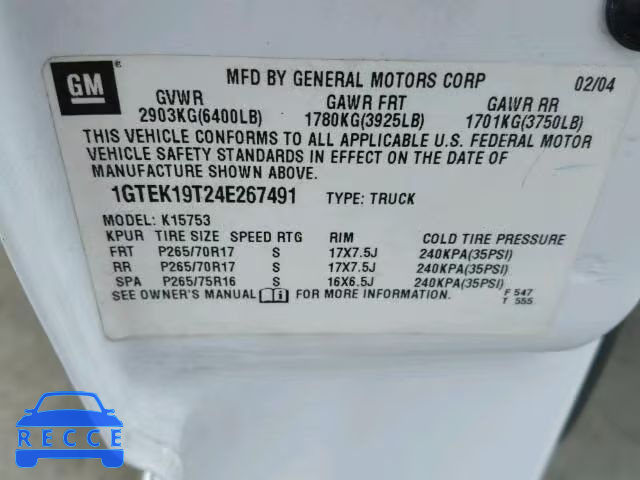 GM ®
MFD BY GENERAL MOTORS CORP 02/04
GVWR GAWR FRT GAWR RR
2903KG(6400LB) 1780KG(3925LB) 1701KG(3750LB)
THIS VEHICLE CONFORMS TO ALL APPLICABLE U.S. FEDERAL MOTOR
VEHICLE SAFETY STANDARDS IN EFFECT ON THE DATE OF
MANUFACTURE SHOWN ABOVE.
1GTEK19T24E267491 TYPE: TRUCK
MODEL: K15753
KPUR TIRE SIZE SPEED RTG RIM COLD TIRE PRESSURE
FRT P265/70R17 S 17X7.5J 240KPA(35PSI)
RR P265/70R17 S 17X7.5J 240KPA(35PSI)
SPA P265/75R16 S 16X6.5J 240KPA(35PSI)
SEE OWNER'S MANUAL i FOR MORE INFORMATION. F 547
T 555
RECCE